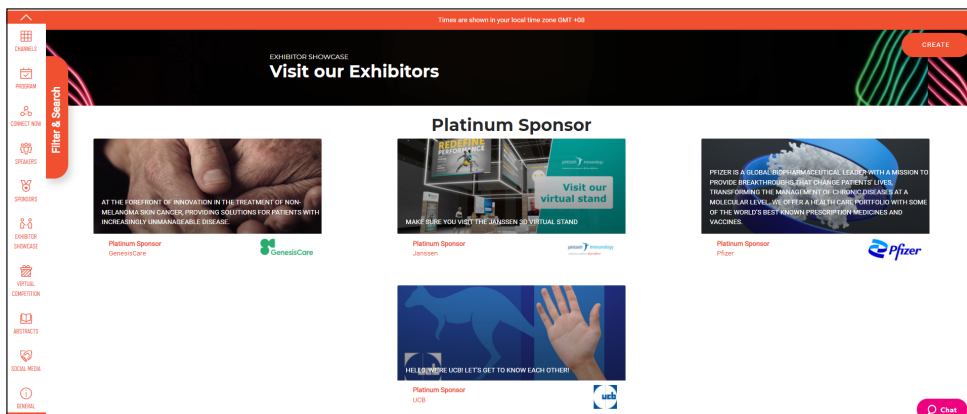 Times are shown in your local time zone GMT +08
CREATE
EXHIBITOR SHOWCASE
Visit our Exhibitors
CHANNELS
PROGRAM
CONNECT NOW
SPEAKERS
SPONSORS
EXHIBITOR
SHOWCASE
VIRTUAL
COMPETITION
ABSTRACTS
SOCIAL MEDIA
GENERAL
Filter & Search
Platinum Sponsor
AT THE FOREFRONT OF INNOVATION IN THE TREATMENT OF NON-
MELANOMA SKIN CANCER, PROVIDING SOLUTIONS FOR PATIENTS WITH
INCREASINGLY UNMANAGEABLE DISEASE.
Platinum Sponsor
GenesisCare
GenesisCare
REDEFINE
PERFORMANCE
janssen Immunology
Visit our
virtual stand
MAKE SURE YOU VISIT THE JANSSEN 3D VIRTUAL STAND
Platinum Sponsor
Janssen
janssen Immunology
PFIZER IS A GLOBAL BIOPHARMACEUTICAL LEADER WITH A MISSION TO
PROVIDE BREAKTHROUGHS THAT CHANGE PATIENTS' LIVES,
TRANSFORMING THE MANAGEMENT OF CHRONIC DISEASES AT A
MOLECULAR LEVEL. WE OFFER A HEALTH CARE PORTFOLIO WITH SOME
OF THE WORLD'S BEST KNOWN PRESCRIPTION MEDICINES AND
VACCINES.
Platinum Sponsor
Pfizer
Pfizer
HELLO, WE'RE UCB! LET'S GET TO KNOW EACH OTHER!
Platinum Sponsor
UCB
ucb
Chat